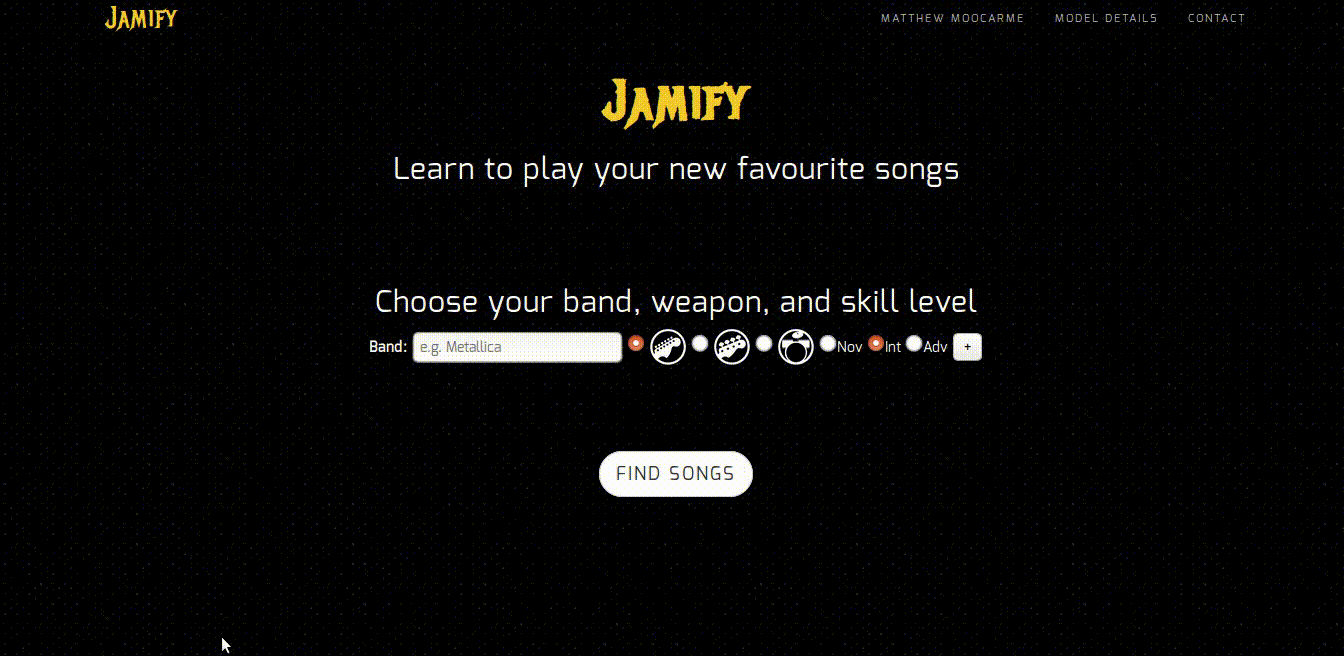 JAMIFY
MATTHEW MOOCARME MODEL DETAILS CONTACT
JAMIFY
Learn to play your new favourite songs
Choose your band, weapon, and skill level
Band: e.g. Metallica Nov Int Adv +
FIND SONGS